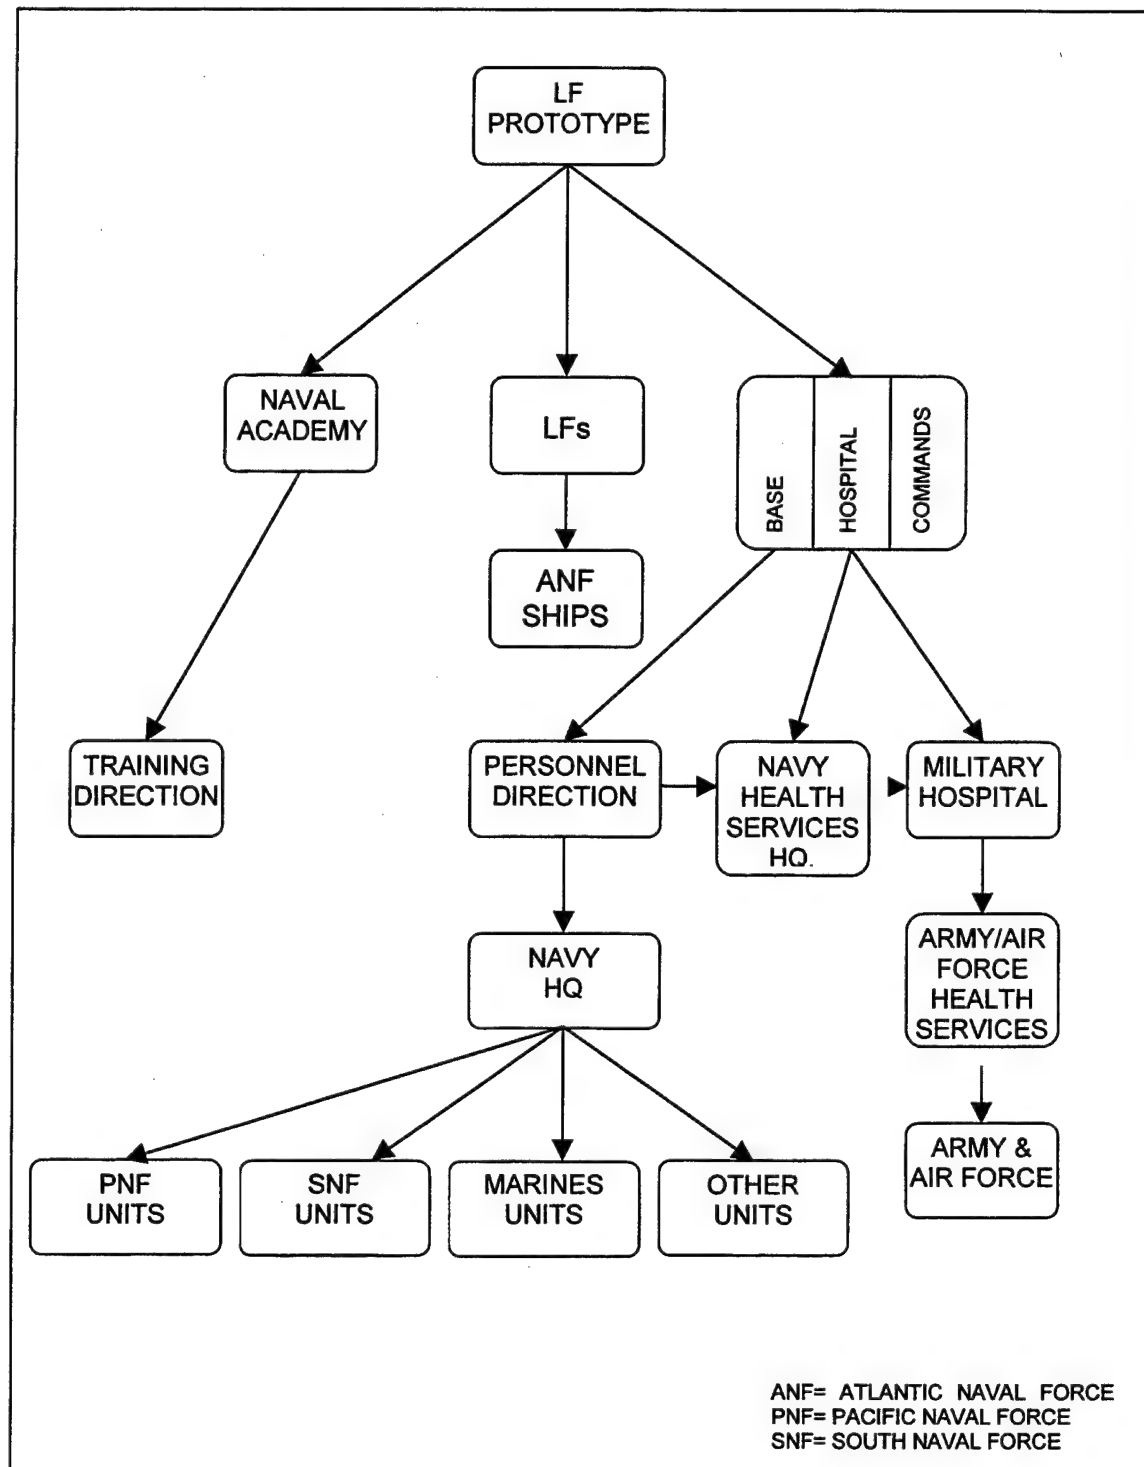 LF
PROTOTYPE
NAVAL
ACADEMY
LFs
BASE
HOSPITAL
COMMANDS
ANF
SHIPS
TRAINING
DIRECTION
PERSONNEL
DIRECTION
NAVY
HEALTH
SERVICES
HQ.
MILITARY
HOSPITAL
NAVY
HQ
ARMY/AIR
FORCE
HEALTH
SERVICES
PNF
UNITS
SNF
UNITS
MARINES
UNITS
OTHER
UNITS
ARMY &
AIR FORCE
ANF= ATLANTIC NAVAL FORCE
PNF= PACIFIC NAVAL FORCE
SNF= SOUTH NAVAL FORCE